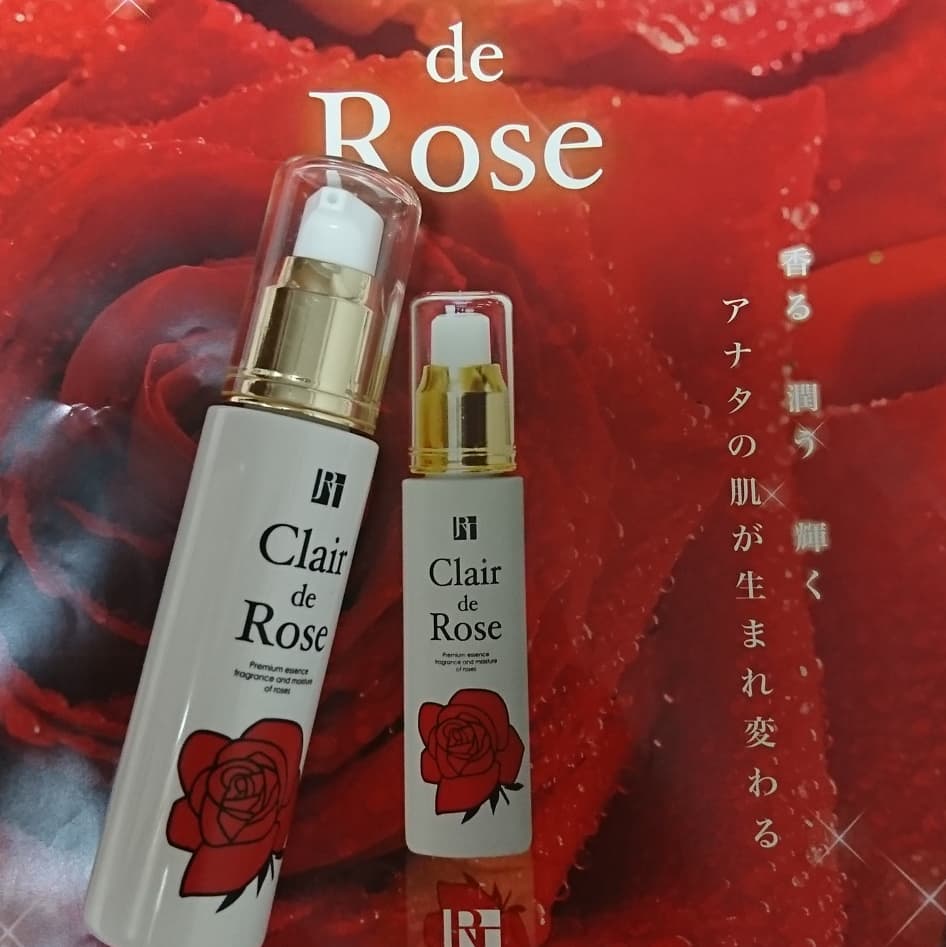 de
Rose
香る 潤う 輝く
アナタの肌が生まれ変わる
Clair
de
Rose
Premium essence
fragrance and moisture
of roses
Clair
de
Rose
Premium essence
fragrance and moisture
of roses